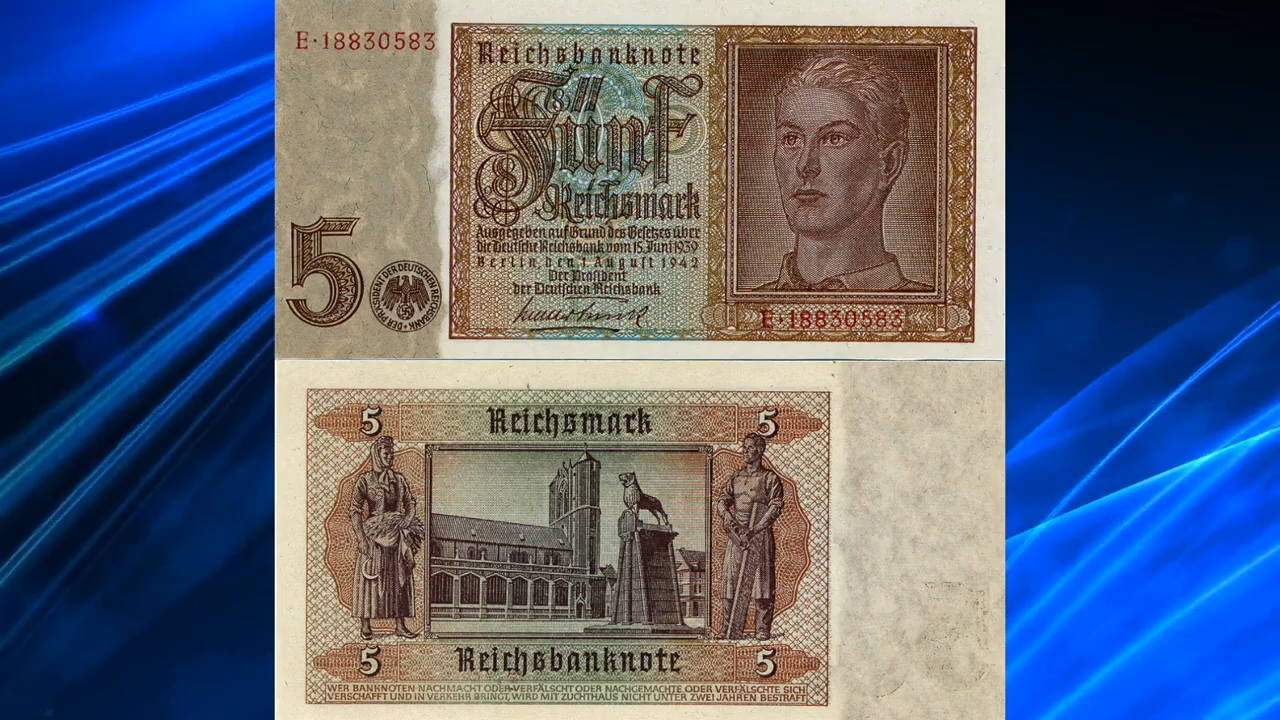 E·18830583
Reichsbanknote
Fünf
Reichsmark
Ausgegeben auf Grund des Gesetzes über
die Deutsche Reichsbank vom 15. Juni 1939
Berlin, den 1. August 1942
Der Präsident
der Deutschen Reichsbank
5
DER PRÄSIDENT DER DEUTSCHEN REICHSBANK
E·18830583
5 Reichsmark 5
5 Reichsbanknote 5
WER BANKNOTEN NACHMACHT ODER VERFÄLSCHT ODER NACHGEMACHTE ODER VERFÄLSCHTE SICH
VERSCHAFFT UND IN VERKEHR BRINGT, WIRD MIT ZUCHTHAUS NICHT UNTER ZWEI JAHREN BESTRAFT